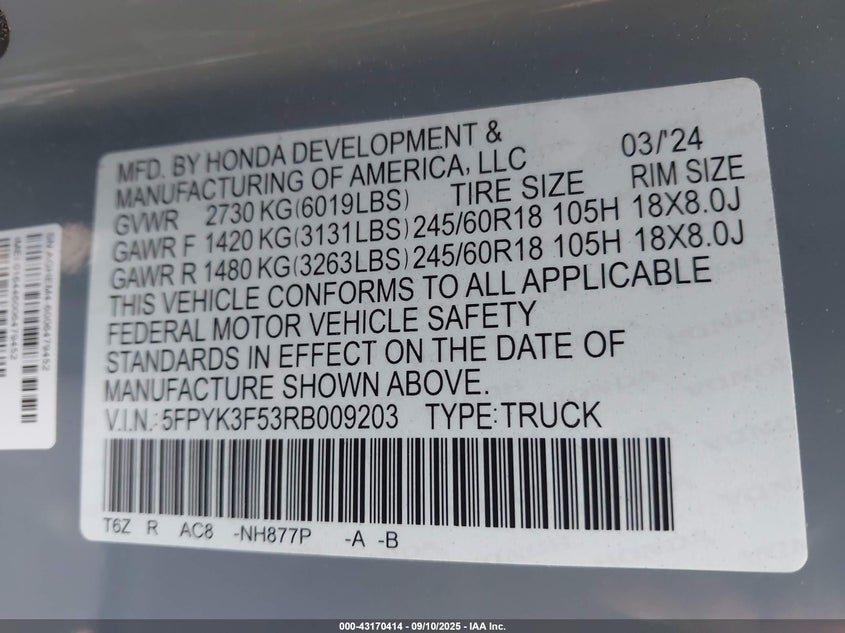 MFD. BY HONDA DEVELOPMENT & MANUFACTURING OF AMERICA, LLC 03/'24
GVWR 2730 KG(6019LBS) TIRE SIZE RIM SIZE
GAWR F 1420 KG(3131LBS) 245/60R18 105H 18X8.0J
GAWR R 1480 KG(3263LBS) 245/60R18 105H 18X8.0J
THIS VEHICLE CONFORMS TO ALL APPLICABLE
FEDERAL MOTOR VEHICLE SAFETY
STANDARDS IN EFFECT ON THE DATE OF
MANUFACTURE SHOWN ABOVE.
V.I.N.: 5FPYK3F53RB009203 TYPE: TRUCK
T6Z R AC8 -NH877P -A -B
000-43170414 - 09/10/2025 - IAA Inc.